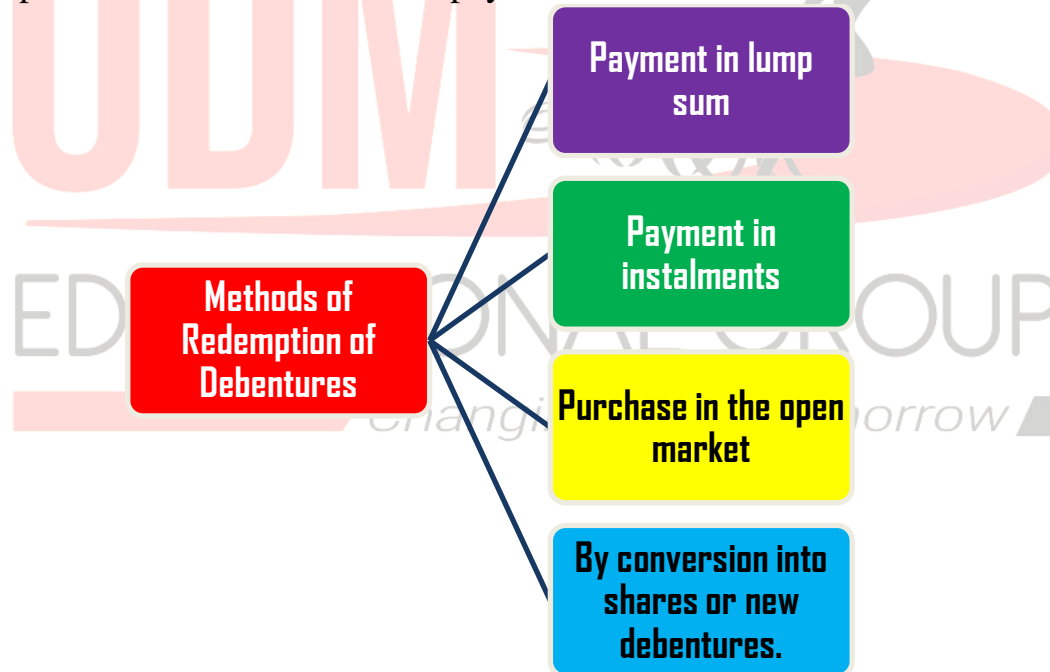 Payment in lump
sum
Payment in
instalments
Methods of
Redemption of
Debentures
Purchase in the open
market
By conversion into
shares or new
debentures.